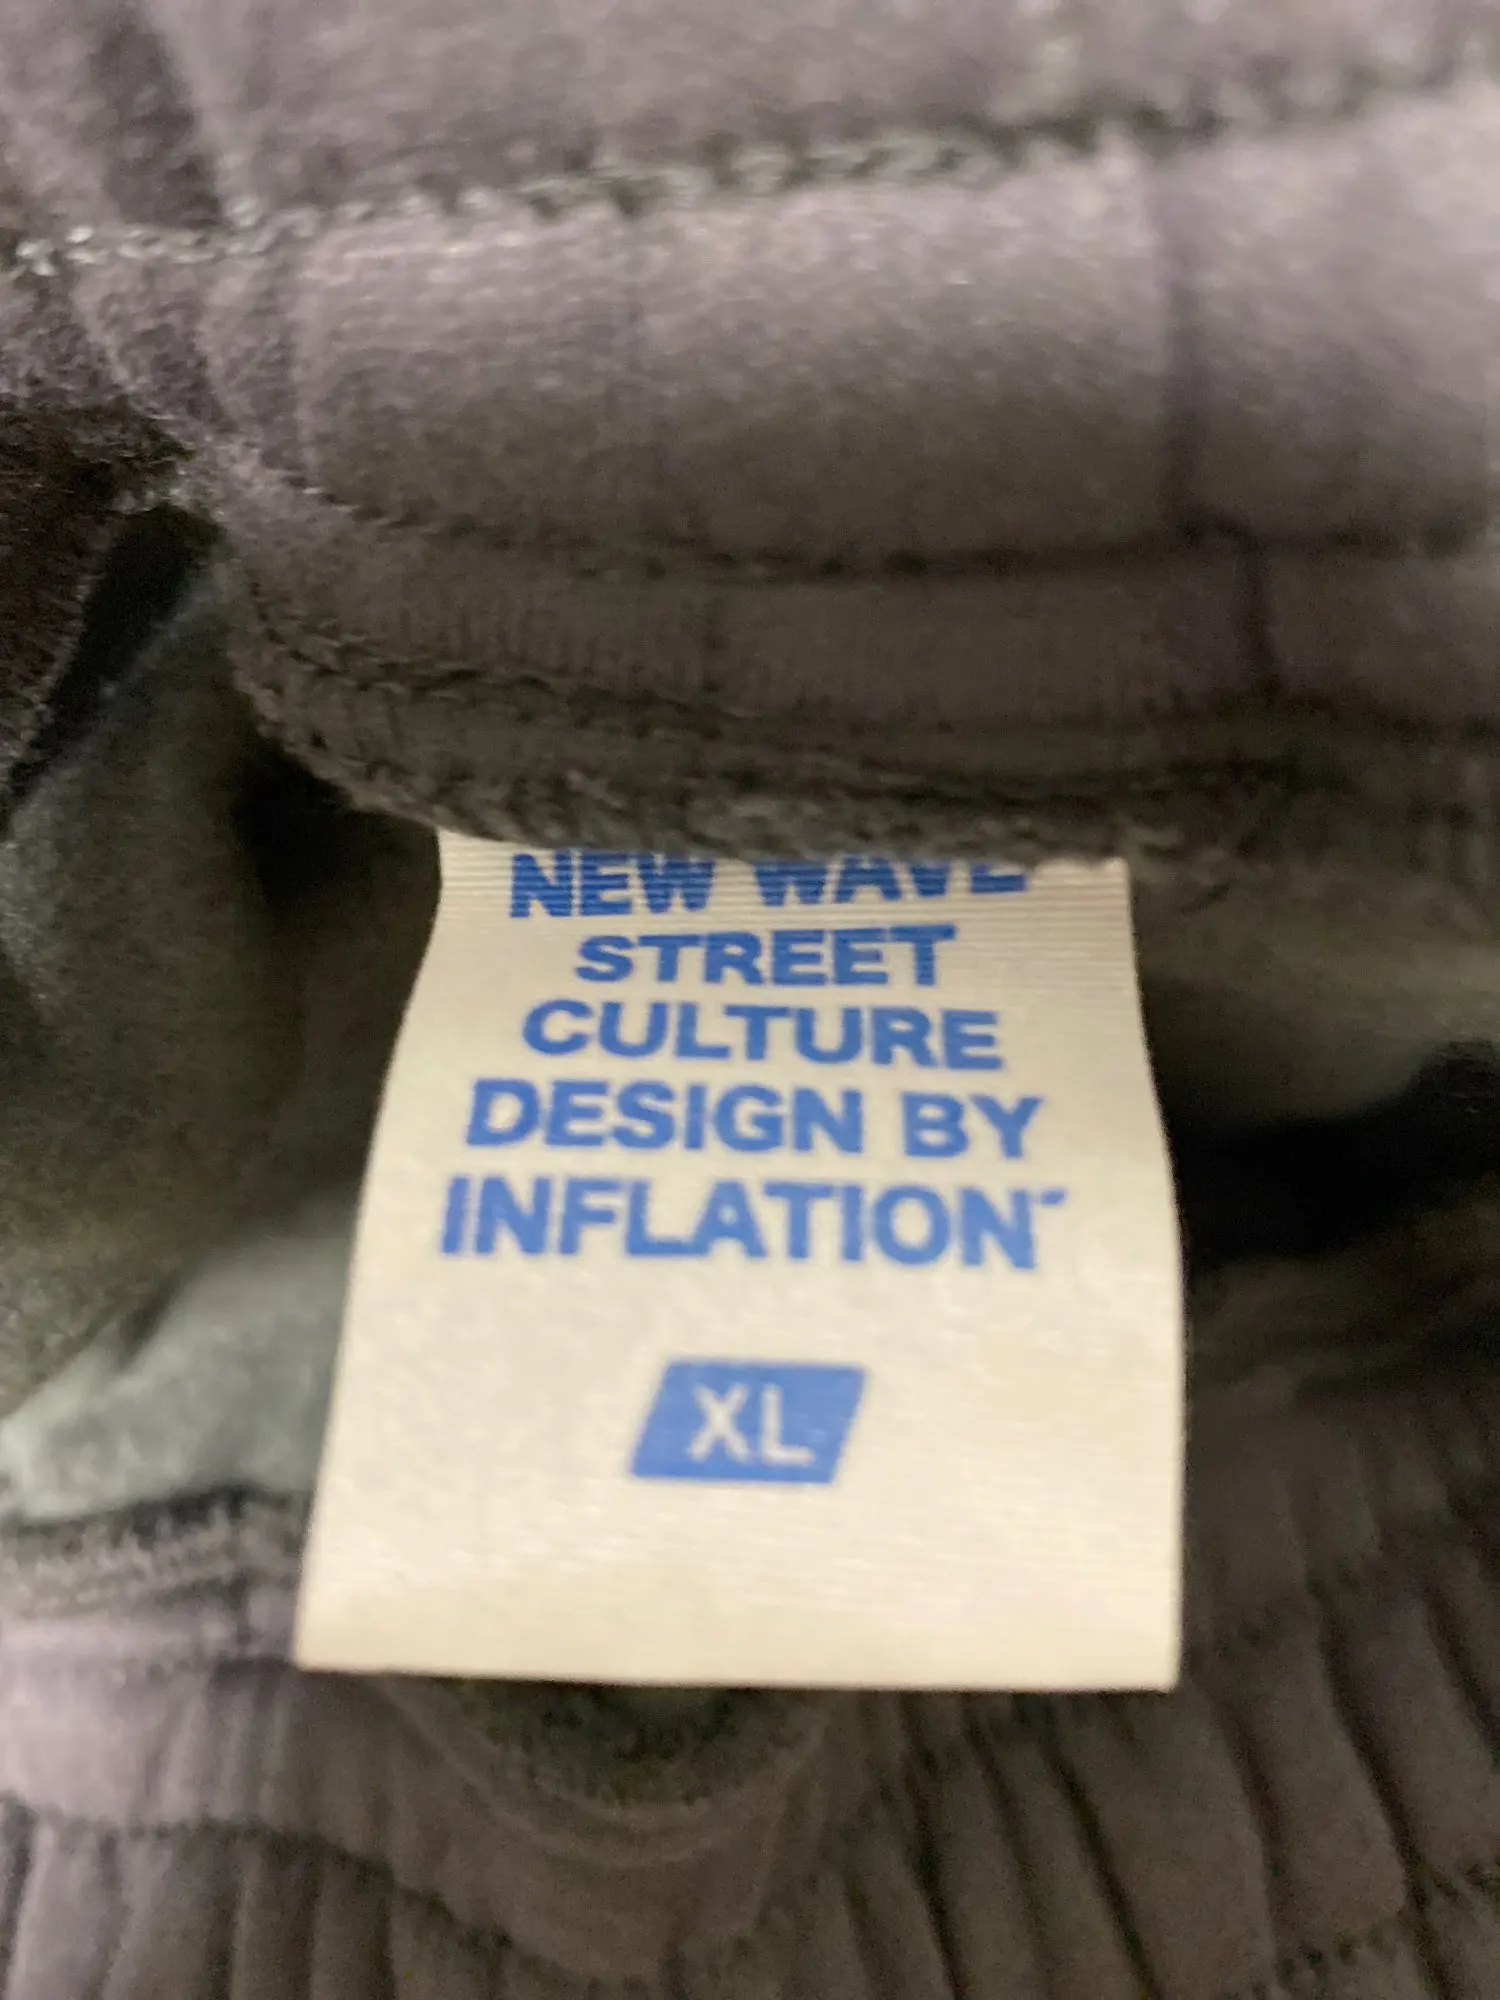 NEW WAVE
STREET
CULTURE
DESIGN BY
INFLATION
XL